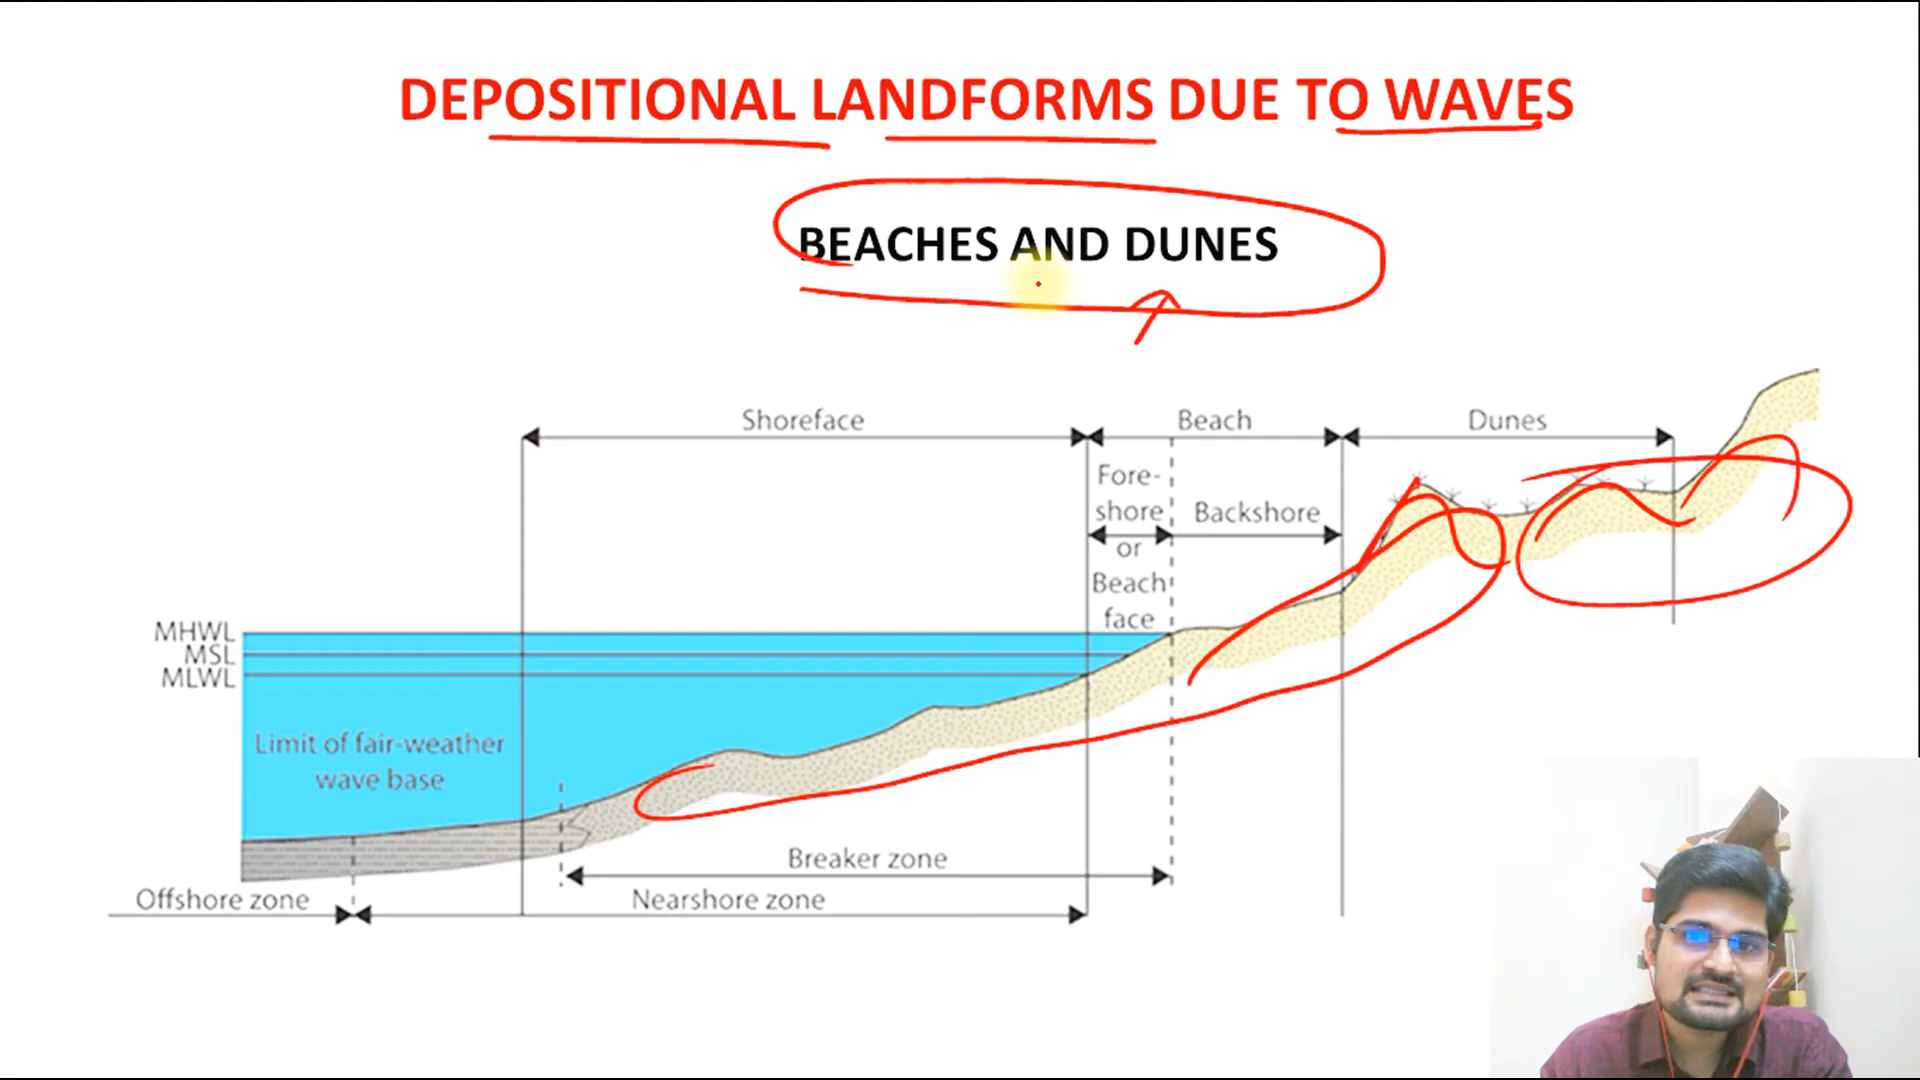 DEPOSITIONAL LANDFORMS DUE TO WAVES
BEACHES AND DUNES
Shoreface
Beach
Dunes
Fore-
shore
or
Beach
face
Backshore
MHWL
MSL
MLWL
Limit of fair-weather
wave base
Breaker zone
Offshore zone
Nearshore zone